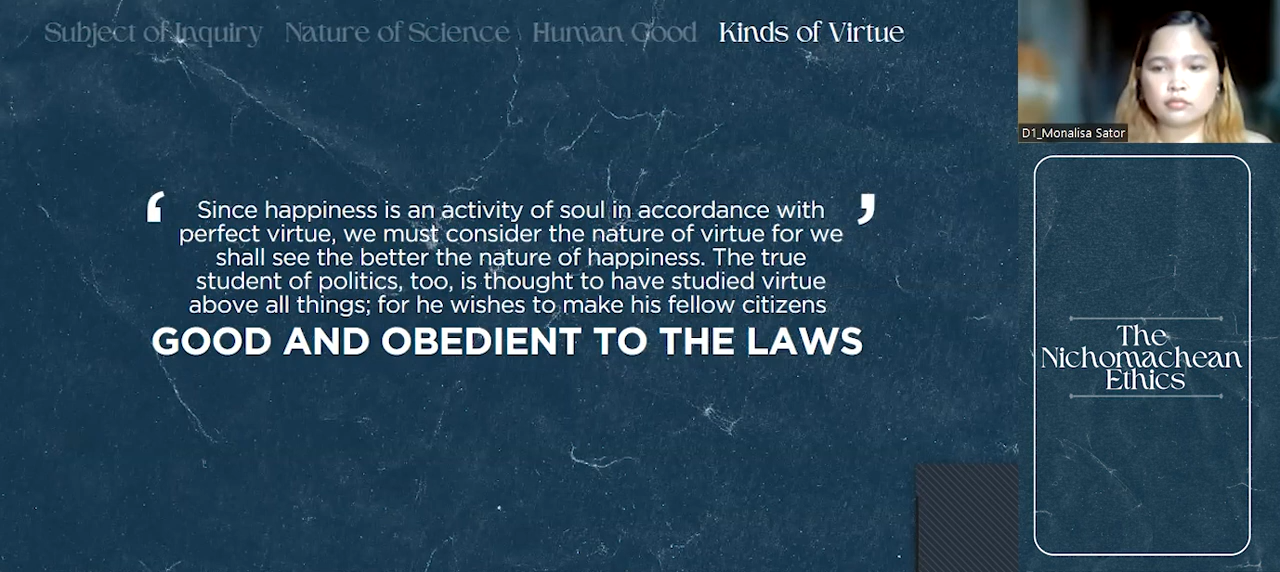 Subject of Inquiry Nature of Science Human Good Kinds of Virtue
D1_Monalisa Sator
‘ Since happiness is an activity of soul in accordance with ’
perfect virtue, we must consider the nature of virtue for we
shall see the better the nature of happiness. The true
student of politics, too, is thought to have studied virtue
above all things; for he wishes to make his fellow citizens
GOOD AND OBEDIENT TO THE LAWS
The
Nichomachean
Ethics